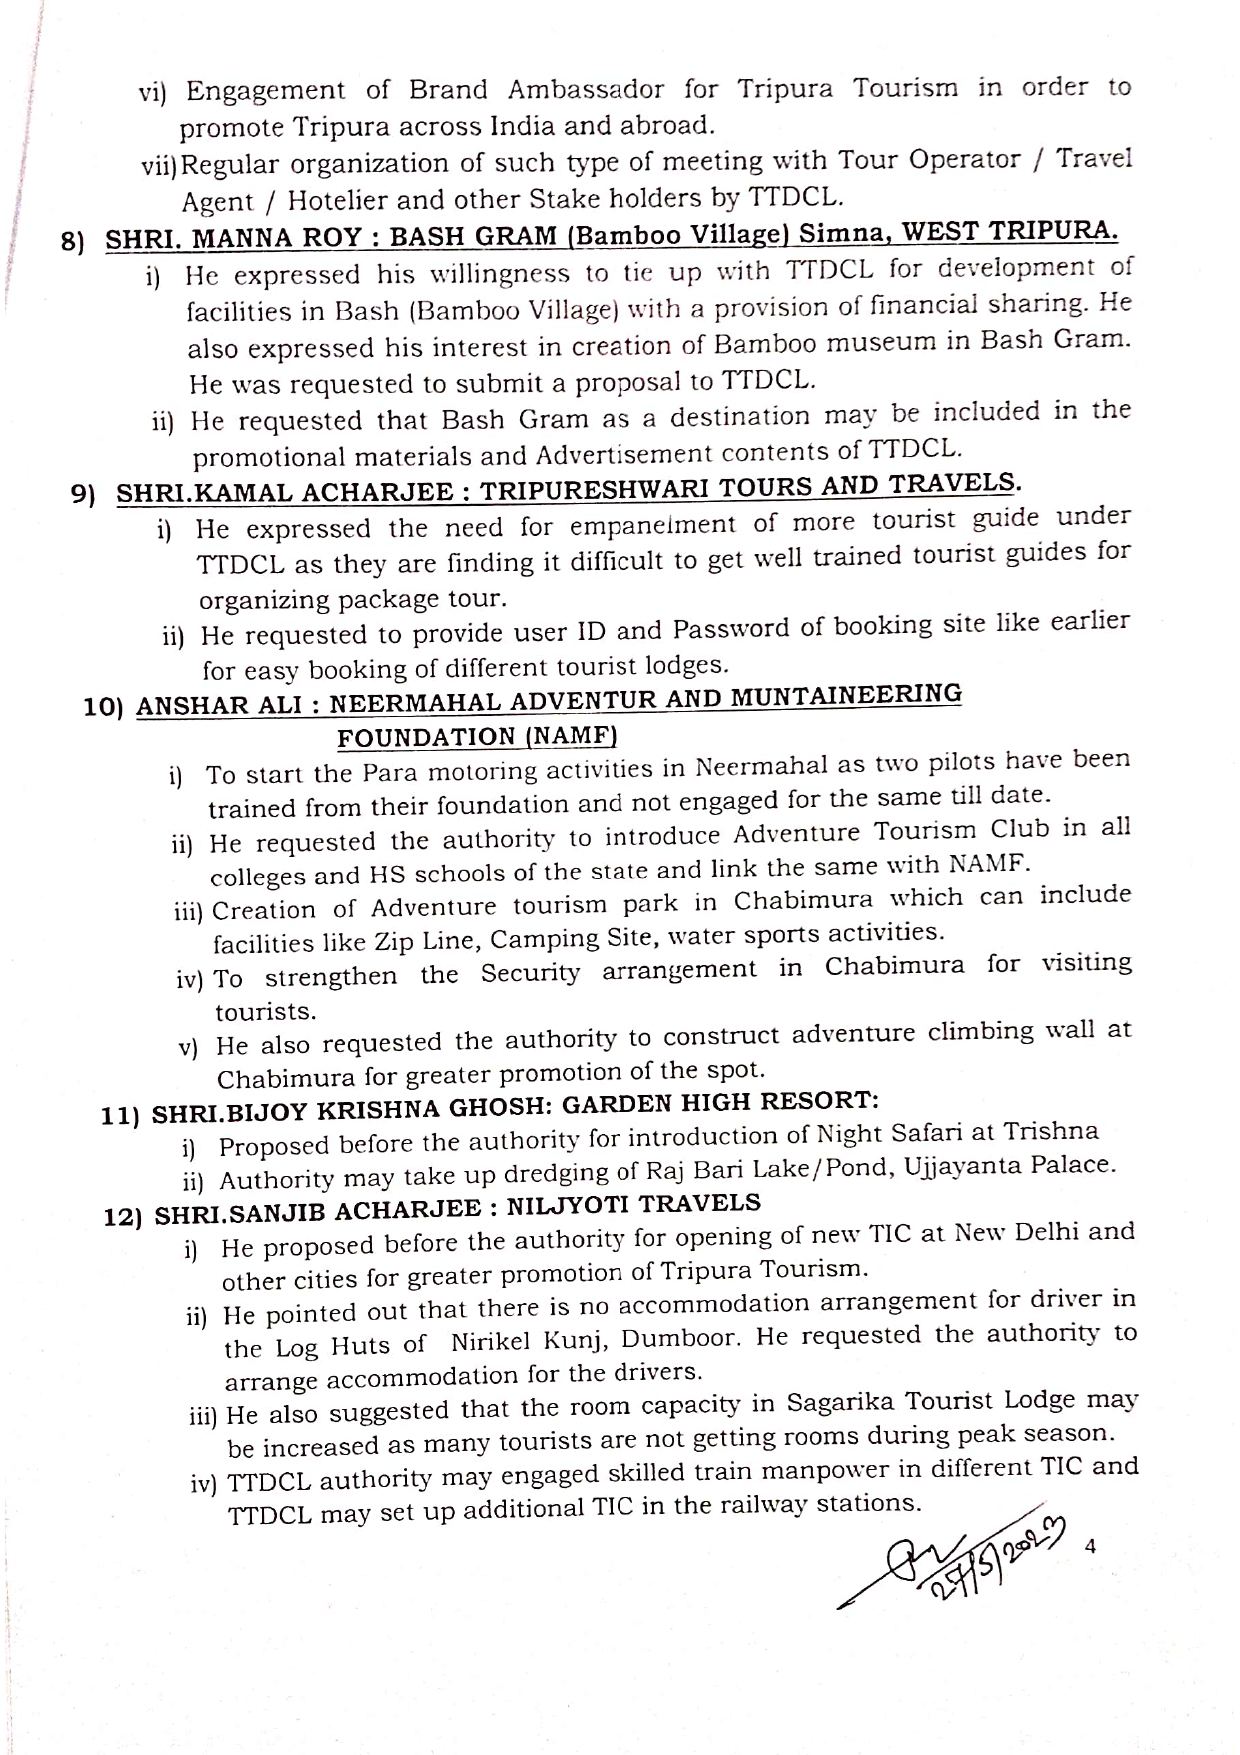 vi) Engagement of Brand Ambassador for Tripura Tourism in order to
promote Tripura across India and abroad.
vii) Regular organization of such type of meeting with Tour Operator / Travel
Agent / Hotelier and other Stake holders by TTDCL.
8) SHRI. MANNA ROY : BASH GRAM (Bamboo Village) Simna, WEST TRIPURA.
i) He expressed his willingness to tie up with TTDCL for development of
facilities in Bash (Bamboo Village) with a provision of financial sharing. He
also expressed his interest in creation of Bamboo museum in Bash Gram.
He was requested to submit a proposal to TTDCL.
ii) He requested that Bash Gram as a destination may be included in the
promotional materials and Advertisement contents of TTDCL.
9) SHRI.KAMAL ACHARJEE : TRIPURESHWARI TOURS AND TRAVELS.
i) He expressed the need for empanelment of more tourist guide under
TTDCL as they are finding it difficult to get well trained tourist guides for
organizing package tour.
ii) He requested to provide user ID and Password of booking site like earlier
for easy booking of different tourist lodges.
10) ANSHAR ALI : NEERMAHAL ADVENTUR AND MUNTAINEERING
FOUNDATION (NAMF)
i) To start the Para motoring activities in Neermahal as two pilots have been
trained from their foundation and not engaged for the same till date.
ii) He requested the authority to introduce Adventure Tourism Club in all
colleges and HS schools of the state and link the same with NAMF.
iii) Creation of Adventure tourism park in Chabimura which can include
facilities like Zip Line, Camping Site, water sports activities.
iv) To strengthen the Security arrangement in Chabimura for visiting
tourists.
v) He also requested the authority to construct adventure climbing wall at
Chabimura for greater promotion of the spot.
11) SHRI.BIJOY KRISHNA GHOSH: GARDEN HIGH RESORT:
i) Proposed before the authority for introduction of Night Safari at Trishna
ii) Authority may take up dredging of Raj Bari Lake/Pond, Ujjayanta Palace.
12) SHRI.SANJIB ACHARJEE : NILJYOTI TRAVELS
i) He proposed before the authority for opening of new TIC at New Delhi and
other cities for greater promotion of Tripura Tourism.
ii) He pointed out that there is no accommodation arrangement for driver in
the Log Huts of Nirikel Kunj, Dumboor. He requested the authority to
arrange accommodation for the drivers.
iii) He also suggested that the room capacity in Sagarika Tourist Lodge may
be increased as many tourists are not getting rooms during peak season.
iv) TTDCL authority may engaged skilled train manpower in different TIC and
TTDCL may set up additional TIC in the railway stations.
/5/2023
4